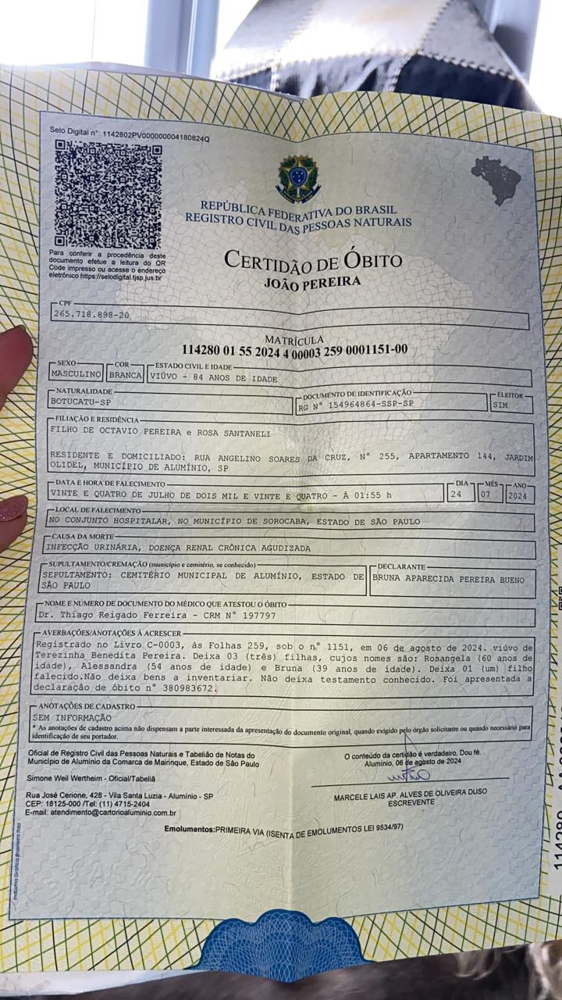 Selo Digital n°: 1142802PV000000004180824Q
REPÚBLICA FEDERATIVA DO BRASIL
REGISTRO CIVIL DAS PESSOAS NATURAIS
Para conferir a procedência deste
documento efetue a leitura do QR
Code impresso ou acesse o endereço
eletrônico https://selodigital.tjsp.jus.br
CERTIDÃO DE ÓBITO
JOÃO PEREIRA
CPF
265.718.898-20
MATRÍCULA
114280 01 55 2024 4 00003 259 0001151-00
SEXO COR ESTADO CIVIL E IDADE
MASCULINO BRANCA VIÚVO - 84 ANOS DE IDADE
NATURALIDADE DOCUMENTO DE IDENTIFICAÇÃO ELEITOR
BOTUCATU-SP RG N° 154964864-SSP-SP SIM
FILIAÇÃO E RESIDÊNCIA
FILHO DE OCTAVIO PEREIRA e ROSA SANTANELI
RESIDENTE E DOMICILIADO: RUA ANGELINO SOARES DA CRUZ, N° 255, APARTAMENTO 144, JARDIM
OLIDEL, MUNICÍPIO DE ALUMÍNIO, SP
DATA E HORA DE FALECIMENTO DIA MÊS ANO
VINTE E QUATRO DE JULHO DE DOIS MIL E VINTE E QUATRO - À 01:55 h 24 07 2024
LOCAL DE FALECIMENTO
NO CONJUNTO HOSPITALAR, NO MUNICÍPIO DE SOROCABA, ESTADO DE SÃO PAULO
CAUSA DA MORTE
INFECÇÃO URINÁRIA, DOENÇA RENAL CRÔNICA AGUDIZADA
SUPULTAMENTO/CREMAÇÃO (município e cemitério, se conhecido) DECLARANTE
SEPULTAMENTO: CEMITÉRIO MUNICIPAL DE ALUMÍNIO, ESTADO DE BRUNA APARECIDA PEREIRA BUENO
SÃO PAULO
NOME E NÚMERO DE DOCUMENTO DO MÉDICO QUE ATESTOU O ÓBITO
Dr. Thiago Reigado Ferreira - CRM N° 197797
AVERBAÇÕES/ANOTAÇÕES À ACRESCER
Registrado no Livro C-0003, às Folhas 259, sob o n° 1151, em 06 de agosto de 2024. viúvo de
Terezinha Benedita Pereira. Deixa 03 (três) filhas, cujos nomes são: Rosangela (60 anos de
idade), Alessandra (54 anos de idade) e Bruna (39 anos de idade). Deixa 01 (um) filho
falecido.Não deixa bens a inventariar. Não deixa testamento conhecido. Foi apresentada a
declaração de óbito n° 380983672.
ANOTAÇÕES DE CADASTRO
SEM INFORMAÇÃO
* As anotações de cadastro acima não dispensam a parte interessada da apresentação do documento original, quando exigido pelo órgão solicitante ou quando necessário para
identificação de seu portador.
Oficial de Registro Civil das Pessoas Naturais e Tabelião de Notas do
Município de Alumínio da Comarca de Mairinque, Estado de São Paulo
Simone Weil Wertheim - Oficial/Tabeliã
Rua José Cerione, 428 - Vila Santa Luzia - Alumínio - SP
CEP: 18125-000 /Tel: (11) 4715-2404
E-mail: atendimento@cartorioaluminio.com.br
O conteúdo da certidão é verdadeiro. Dou fé.
Alumínio, 06 de agosto de 2024
MARCELE LAIS AP. ALVES DE OLIVEIRA DUSO
ESCREVENTE
Emolumentos:PRIMEIRA VIA (ISENTA DE EMOLUMENTOS LEI 9534/97)